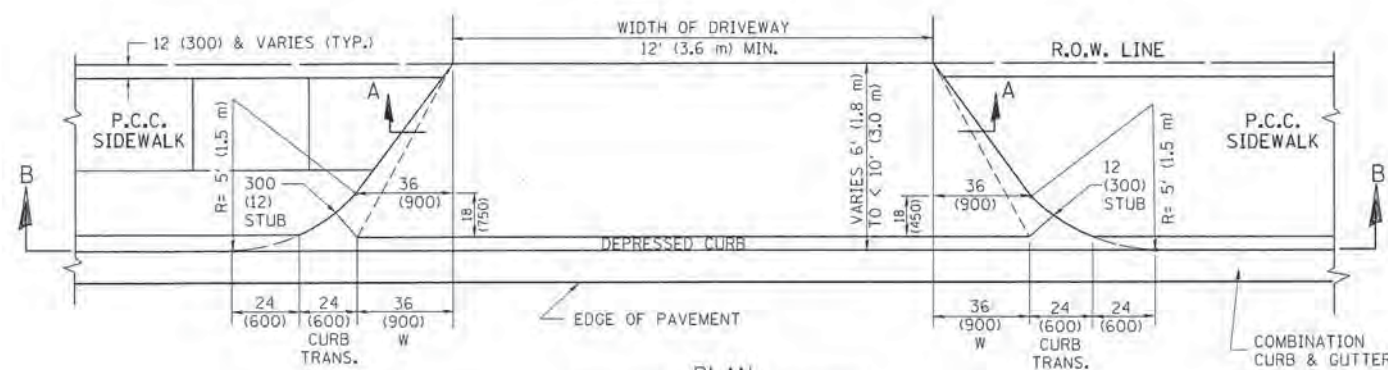 12 (300) & VARIES (TYP.)
WIDTH OF DRIVEWAY
12' (3.6 m) MIN.
R.O.W. LINE
A
A
P.C.C.
SIDEWALK
P.C.C.
SIDEWALK
R= 5' (1.5 m)
VARIES 6' (1.8 m)
TO < 10' (3.0 m)
R= 5' (1.5 m)
B
B
300
(12)
STUB
36
(900)
18
(750)
36
(900)
18
(450)
12
(300)
STUB
DEPRESSED CURB
24
(600)
24
(600)
CURB
TRANS.
36
(900)
W
EDGE OF PAVEMENT
36
(900)
W
24
(600)
CURB
TRANS.
24
(600)
COMBINATION
CURB & GUTTER
PLAN